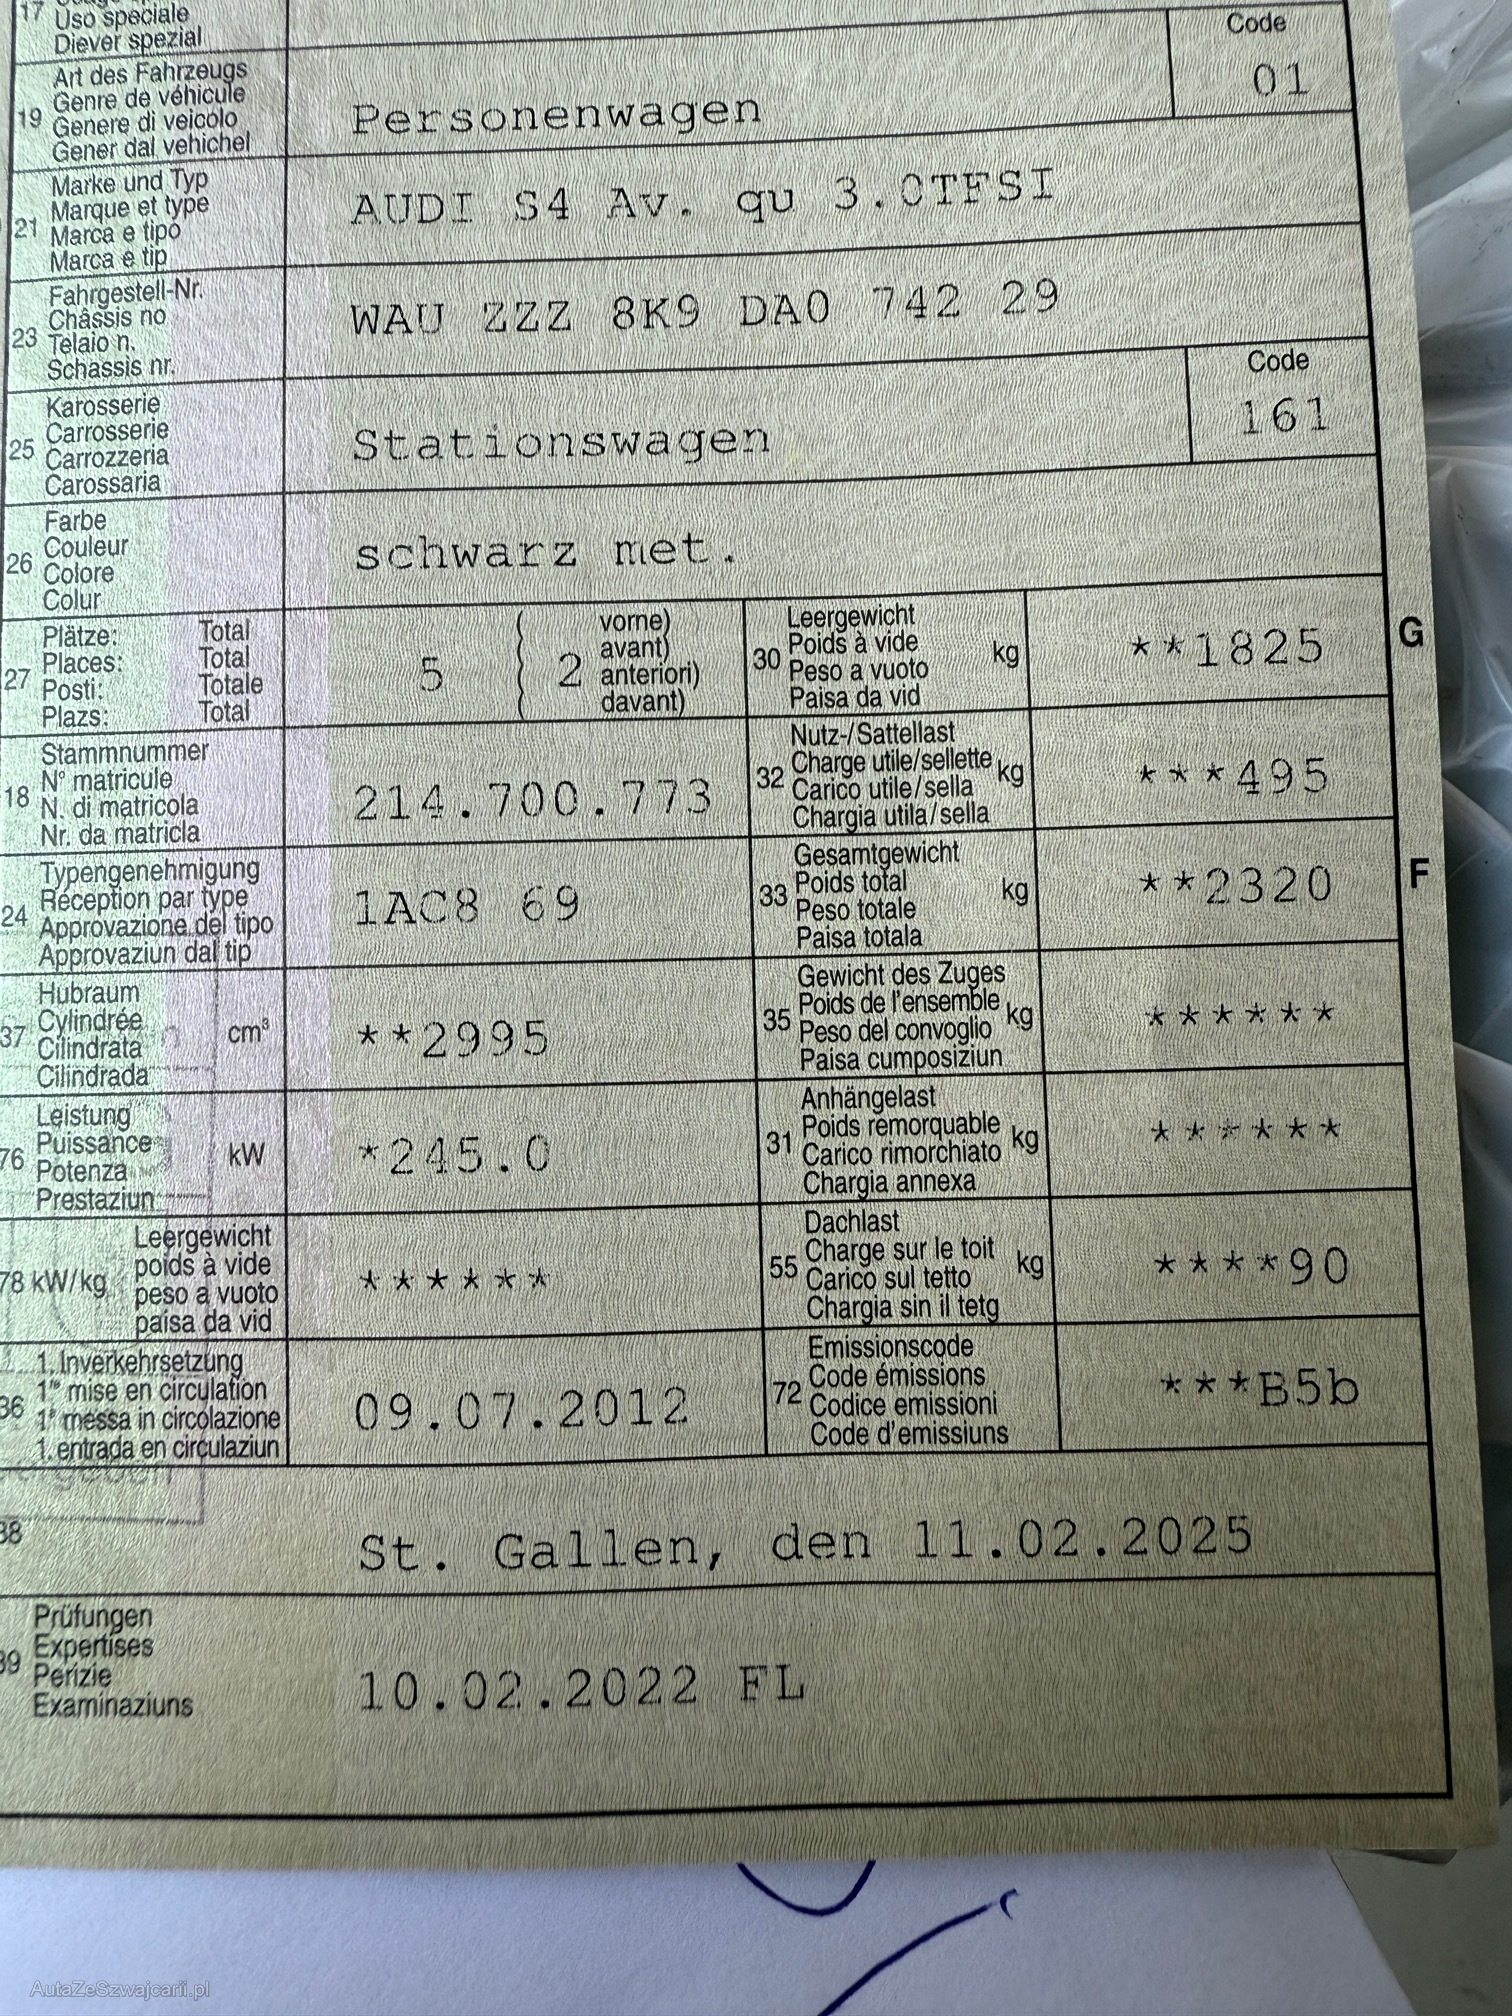 17 Uso speciale
Diever spezial
Code
01
19 Art des Fahrzeugs
Genre de véhicule
Genere di veicolo
Gener dal vehichel
Personenwagen
21 Marke und Typ
Marque et type
Marca e tipo
Marca e tip
AUDI S4 Av. qu 3.0TFSI
23 Fahrgestell-Nr.
Châssis no
Telaio n.
Schassis nr.
WAU ZZZ 8K9 DA0 742 29
25 Karosserie
Carrosserie
Carrozzeria
Carossaria
Stationswagen
Code
161
26 Farbe
Couleur
Colore
Colur
schwarz met.
27 Plätze: Total
Places: Total
Posti: Totale
Plazs: Total
5 ( 2 vorne)
avant)
anteriori)
davant)
30 Leergewicht
Poids à vide
Peso a vuoto
Paisa da vid
kg
**1825
G
18 Stammnummer
N° matricule
N. di matricola
Nr. da matricla
214.700.773
32 Nutz-/Sattellast
Charge utile/sellette
Carico utile/sella
Chargia utila/sella
kg
***495
24 Typengenehmigung
Réception par type
Approvazione del tipo
Approvaziun dal tip
1AC8 69
33 Gesamtgewicht
Poids total
Peso totale
Paisa totala
kg
**2320
F
37 Hubraum
Cylindrée
Cilindrata
Cilindrada
cm³
**2995
35 Gewicht des Zuges
Poids de l'ensemble
Peso del convoglio
Paisa cumposiziun
kg
******
76 Leistung
Puissance
Potenza
Prestaziun
kW
*245.0
31 Anhängelast
Poids remorquable
Carico rimorchiato
Chargia annexa
kg
******
78 kW/kg Leergewicht
poids à vide
peso a vuoto
paisa da vid
******
55 Dachlast
Charge sur le toit
Carico sul tetto
Chargia sin il tetg
kg
****90
36 1. Inverkehrsetzung
1re mise en circulation
1a messa in circolazione
1. entrada en circulaziun
09.07.2012
72 Emissionscode
Code émissions
Codice emissioni
Code d'emissiuns
***B5b
38
St. Gallen, den 11.02.2025
39 Prüfungen
Expertises
Perizie
Examinaziuns
10.02.2022 FL
AutaZeSzwajcarii.pl